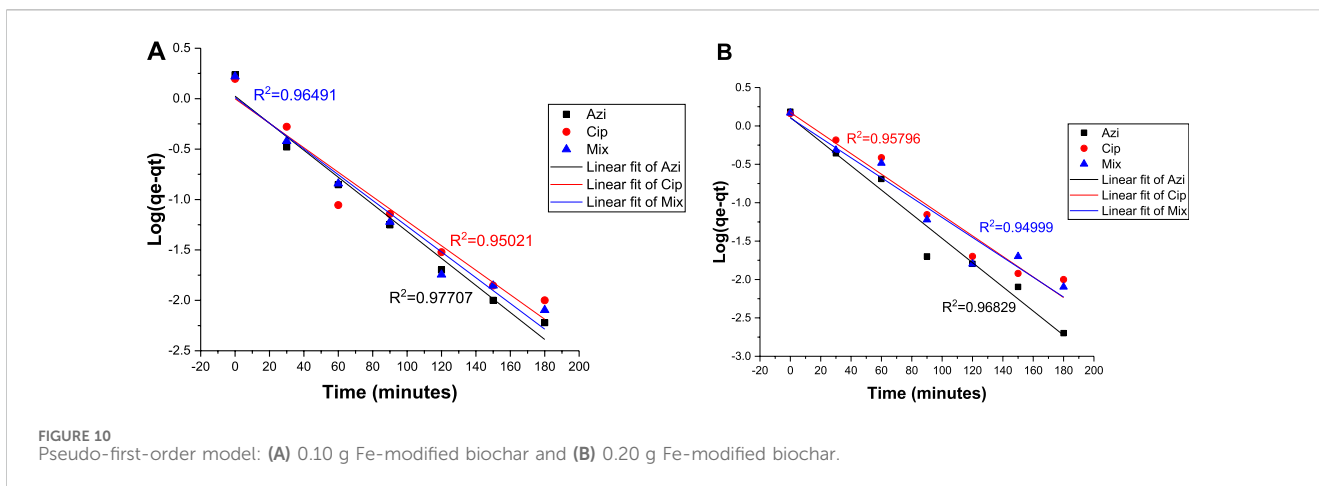 A
0.5
0.0
-0.5
-1.0
-1.5
-2.0
-2.5
Log(qe-qt)
-20 0 20 40 60 80 100 120 140 160 180 200
Time (minutes)
R²=0.96491
R²=0.95021
R²=0.97707
Azi
Cip
Mix
Linear fit of Azi
Linear fit of Cip
Linear fit of Mix
B
0.5
0.0
-0.5
-1.0
-1.5
-2.0
-2.5
-3.0
Log(qe-qt)
-20 0 20 40 60 80 100 120 140 160 180 200
Time (minutes)
R²=0.95796
R²=0.94999
R²=0.96829
Azi
Cip
Mix
Linear fit of Azi
Linear fit of Cip
Linear fit of Mix
FIGURE 10
Pseudo-first-order model: (A) 0.10 g Fe-modified biochar and (B) 0.20 g Fe-modified biochar.